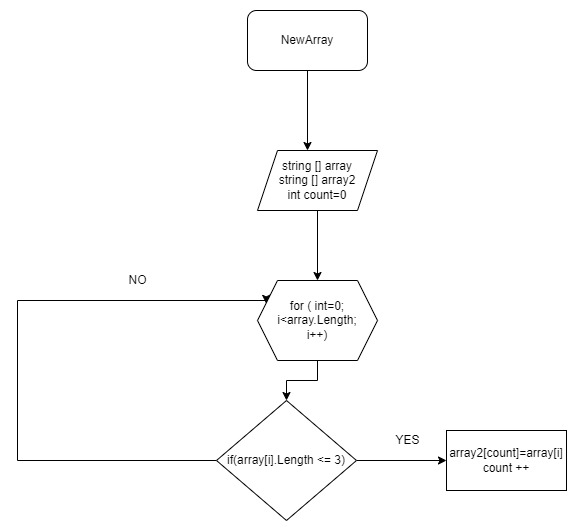 NewArray
string [] array
string [] array2
int count=0
NO
for ( int=0;
i<array.Length;
i++)
if(array[i].Length <= 3)
YES
array2[count]=array[i]
count ++